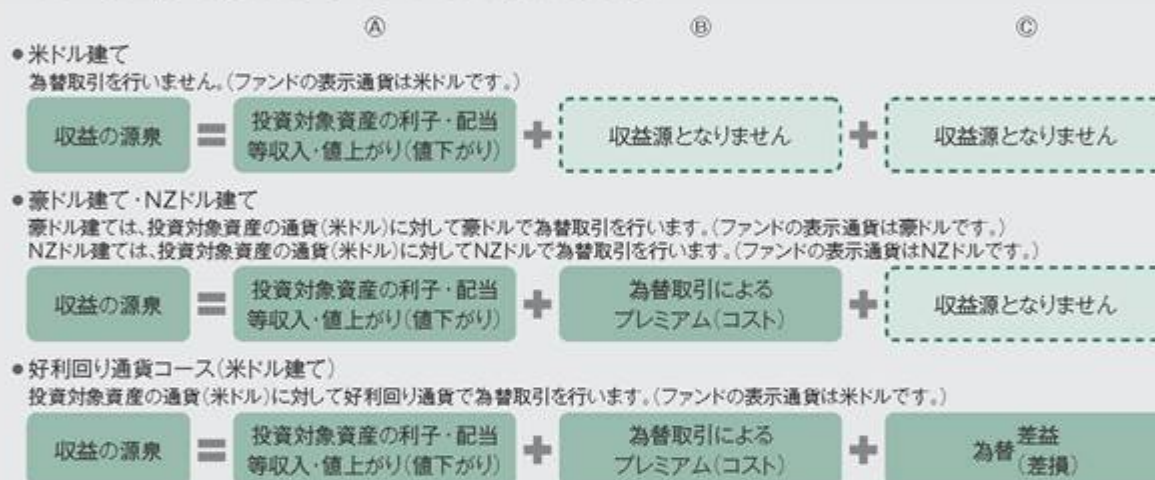 Ⓐ Ⓑ Ⓒ
●米ドル建て
為替取引を行いません。(ファンドの表示通貨は米ドルです。)
収益の源泉 = 投資対象資産の利子・配当 + 収益源となりません + 収益源となりません
等収入・値上がり(値下がり)
●豪ドル建て・NZドル建て
豪ドル建ては、投資対象資産の通貨(米ドル)に対して豪ドルで為替取引を行います。(ファンドの表示通貨は豪ドルです。)
NZドル建ては、投資対象資産の通貨(米ドル)に対してNZドルで為替取引を行います。(ファンドの表示通貨はNZドルです。)
収益の源泉 = 投資対象資産の利子・配当 + 為替取引による + 収益源となりません
等収入・値上がり(値下がり) プレミアム(コスト)
●好利回り通貨コース(米ドル建て)
投資対象資産の通貨(米ドル)に対して好利回り通貨で為替取引を行います。(ファンドの表示通貨は米ドルです。)
収益の源泉 = 投資対象資産の利子・配当 + 為替取引による + 為替 差益
等収入・値上がり(値下がり) プレミアム(コスト) (差損)